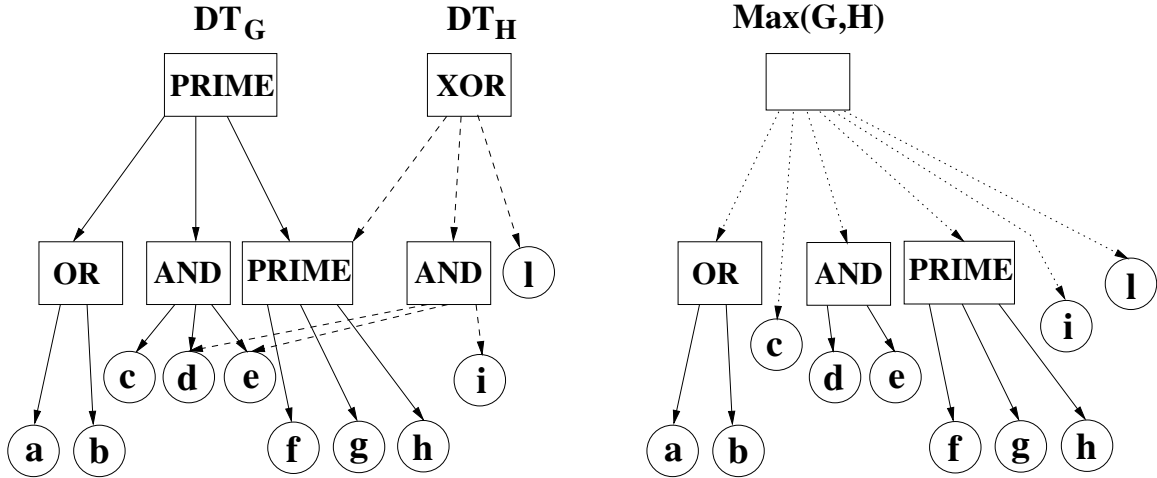 DT_G DT_H Max(G,H)
PRIME XOR
OR AND PRIME AND l OR AND PRIME l
c d e i c d e i
a b f g h a b f g h